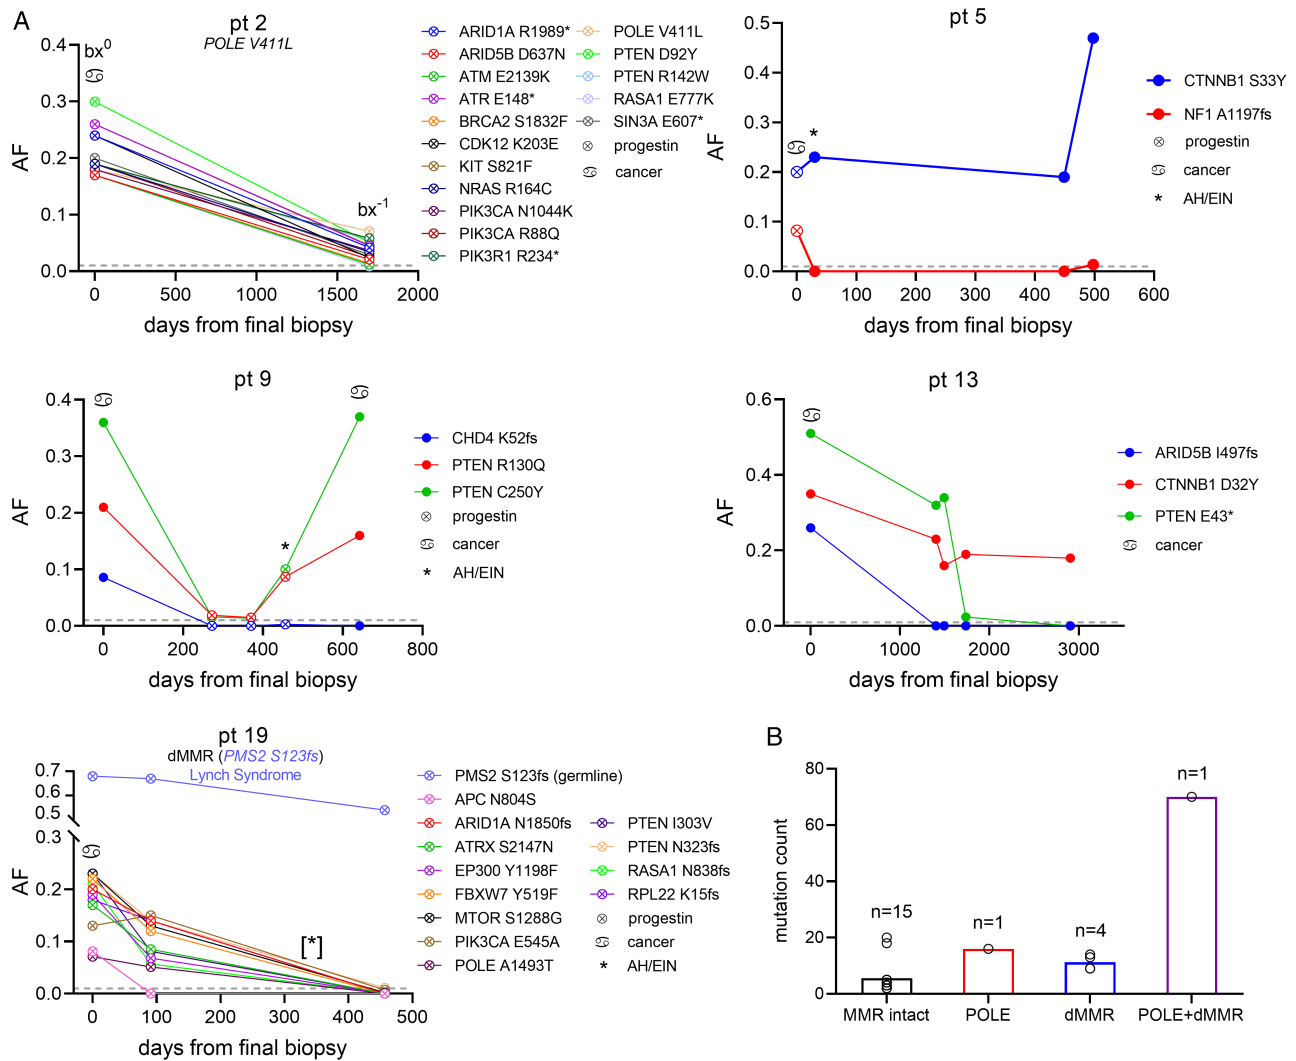 A
pt 2
POLE V411L
bx0
bx-1
AF
0.4
0.3
0.2
0.1
0.0
0
500
1000
1500
2000
days from final biopsy
ARID1A R1989*
ARID5B D637N
ATM E2139K
ATR E148*
BRCA2 S1832F
CDK12 K203E
KIT S821F
NRAS R164C
PIK3CA N1044K
PIK3CA R88Q
PIK3R1 R234*
POLE V411L
PTEN D92Y
PTEN R142W
RASA1 E777K
SIN3A E607*
progestin
cancer
pt 5
AF
0.5
0.4
0.3
0.2
0.1
0.0
*
0
100
200
300
400
500
600
days from final biopsy
CTNNB1 S33Y
NF1 A1197fs
progestin
cancer
* AH/EIN
pt 9
AF
0.4
0.3
0.2
0.1
0.0
*
0
200
400
600
800
days from final biopsy
CHD4 K52fs
PTEN R130Q
PTEN C250Y
progestin
cancer
* AH/EIN
pt 13
AF
0.6
0.4
0.2
0.0
0
1000
2000
3000
days from final biopsy
ARID5B I497fs
CTNNB1 D32Y
PTEN E43*
cancer
pt 19
dMMR (PMS2 S123fs)
Lynch Syndrome
AF
0.7
0.6
0.5
0.3
0.2
0.1
0.0
[*]
0
100
200
300
400
500
days from final biopsy
PMS2 S123fs (germline)
APC N804S
ARID1A N1850fs
ATRX S2147N
EP300 Y1198F
FBXW7 Y519F
MTOR S1288G
PIK3CA E545A
POLE A1493T
PTEN I303V
PTEN N323fs
RASA1 N838fs
RPL22 K15fs
progestin
cancer
* AH/EIN
B
mutation count
80
60
40
20
0
n=15
n=1
n=4
n=1
MMR intact
POLE
dMMR
POLE+dMMR